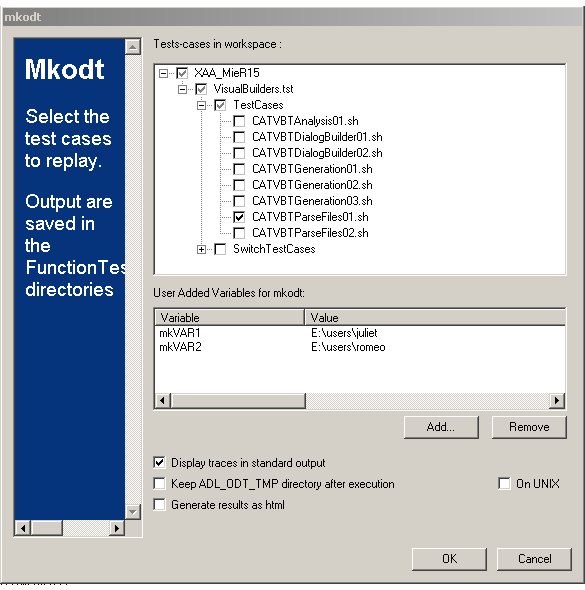 mkodt
Mkodt
Select the
test cases
to replay.
Output are
saved in
the
FunctionTes
directories
Tests-cases in workspace :
XAA_MieR15
VisualBuilders.tst
TestCases
CATVBTAnalysis01.sh
CATVBTDialogBuilder01.sh
CATVBTDialogBuilder02.sh
CATVBTGeneration01.sh
CATVBTGeneration02.sh
CATVBTGeneration03.sh
CATVBTParseFiles01.sh
CATVBTParseFiles02.sh
SwitchTestCases
User Added Variables for mkodt:
Variable Value
mkVAR1 E:\users\juliet
mkVAR2 E:\users\romeo
Add... Remove
Display traces in standard output
Keep ADL_ODT_TMP directory after execution On UNIX
Generate results as html
OK Cancel